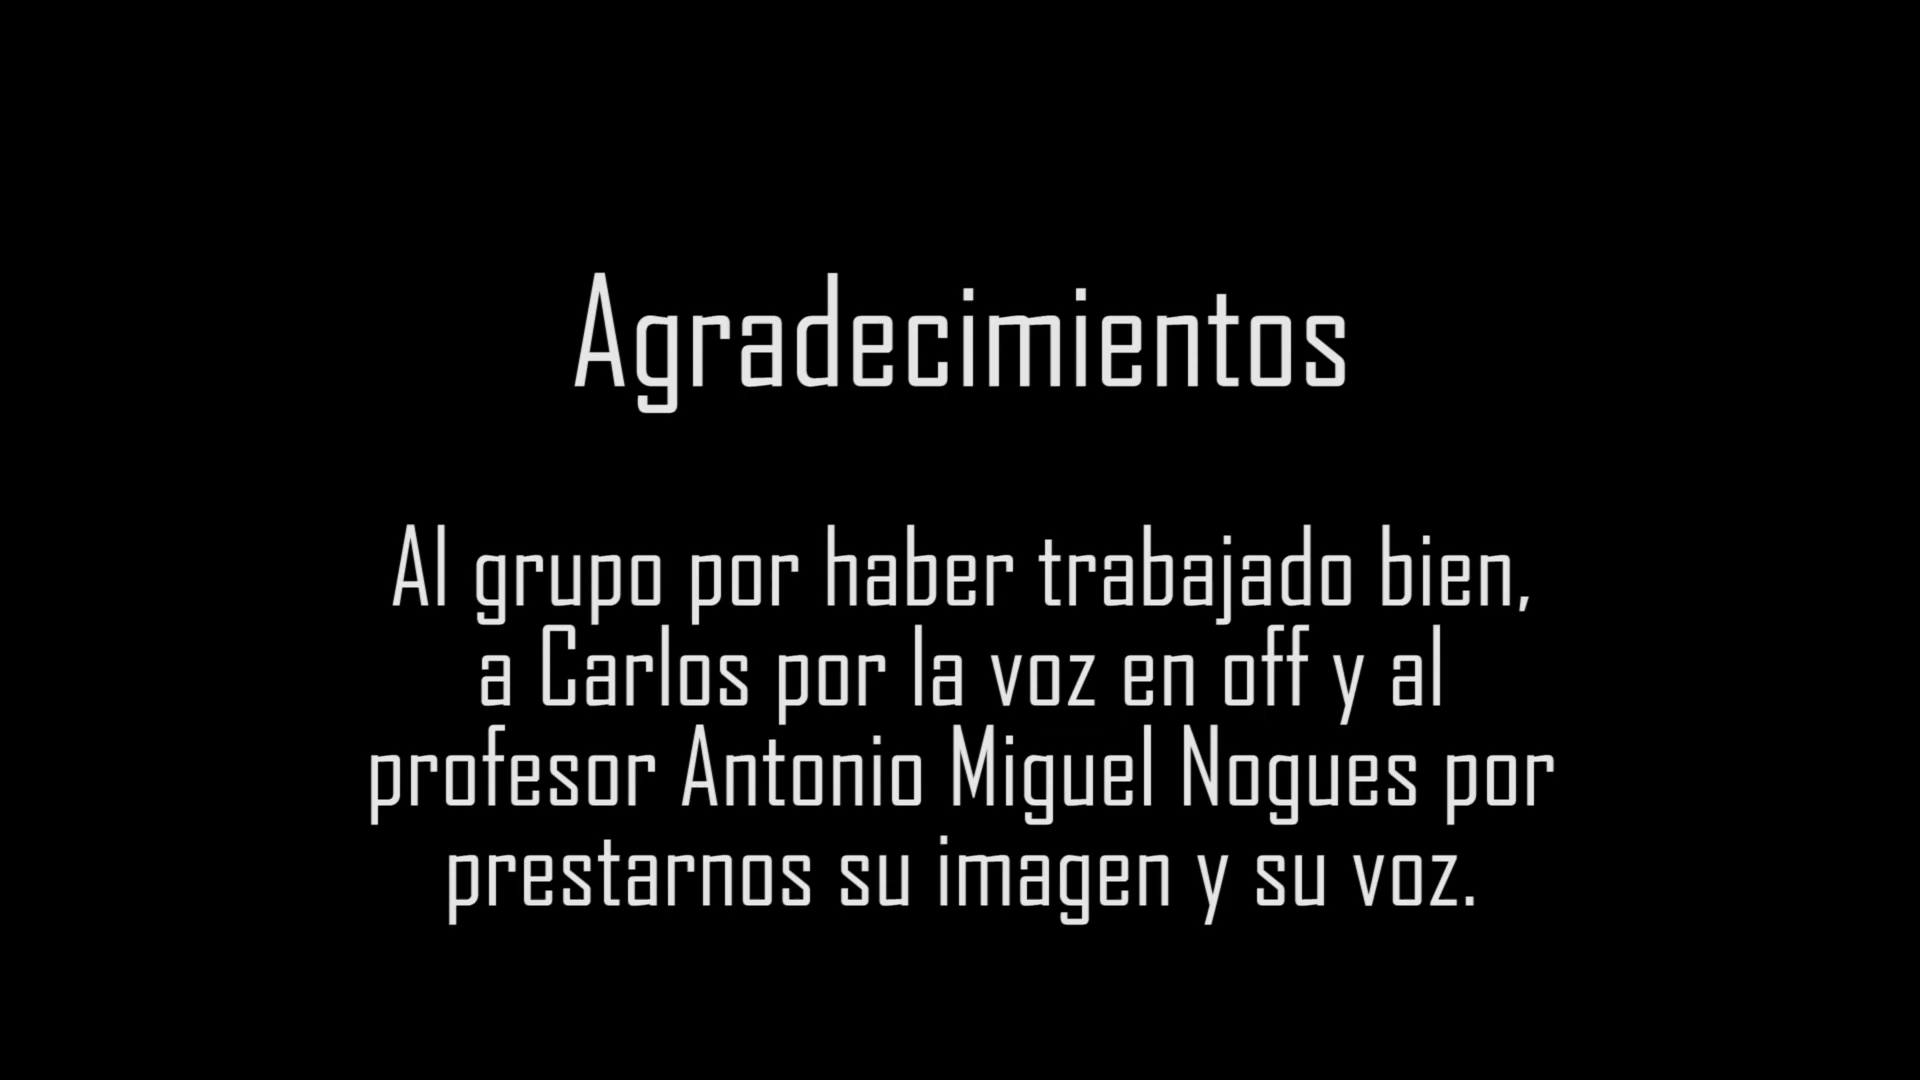 Agradecimientos
Al grupo por haber trabajado bien,
a Carlos por la voz en off y al
profesor Antonio Miguel Nogues por
prestarnos su imagen y su voz.